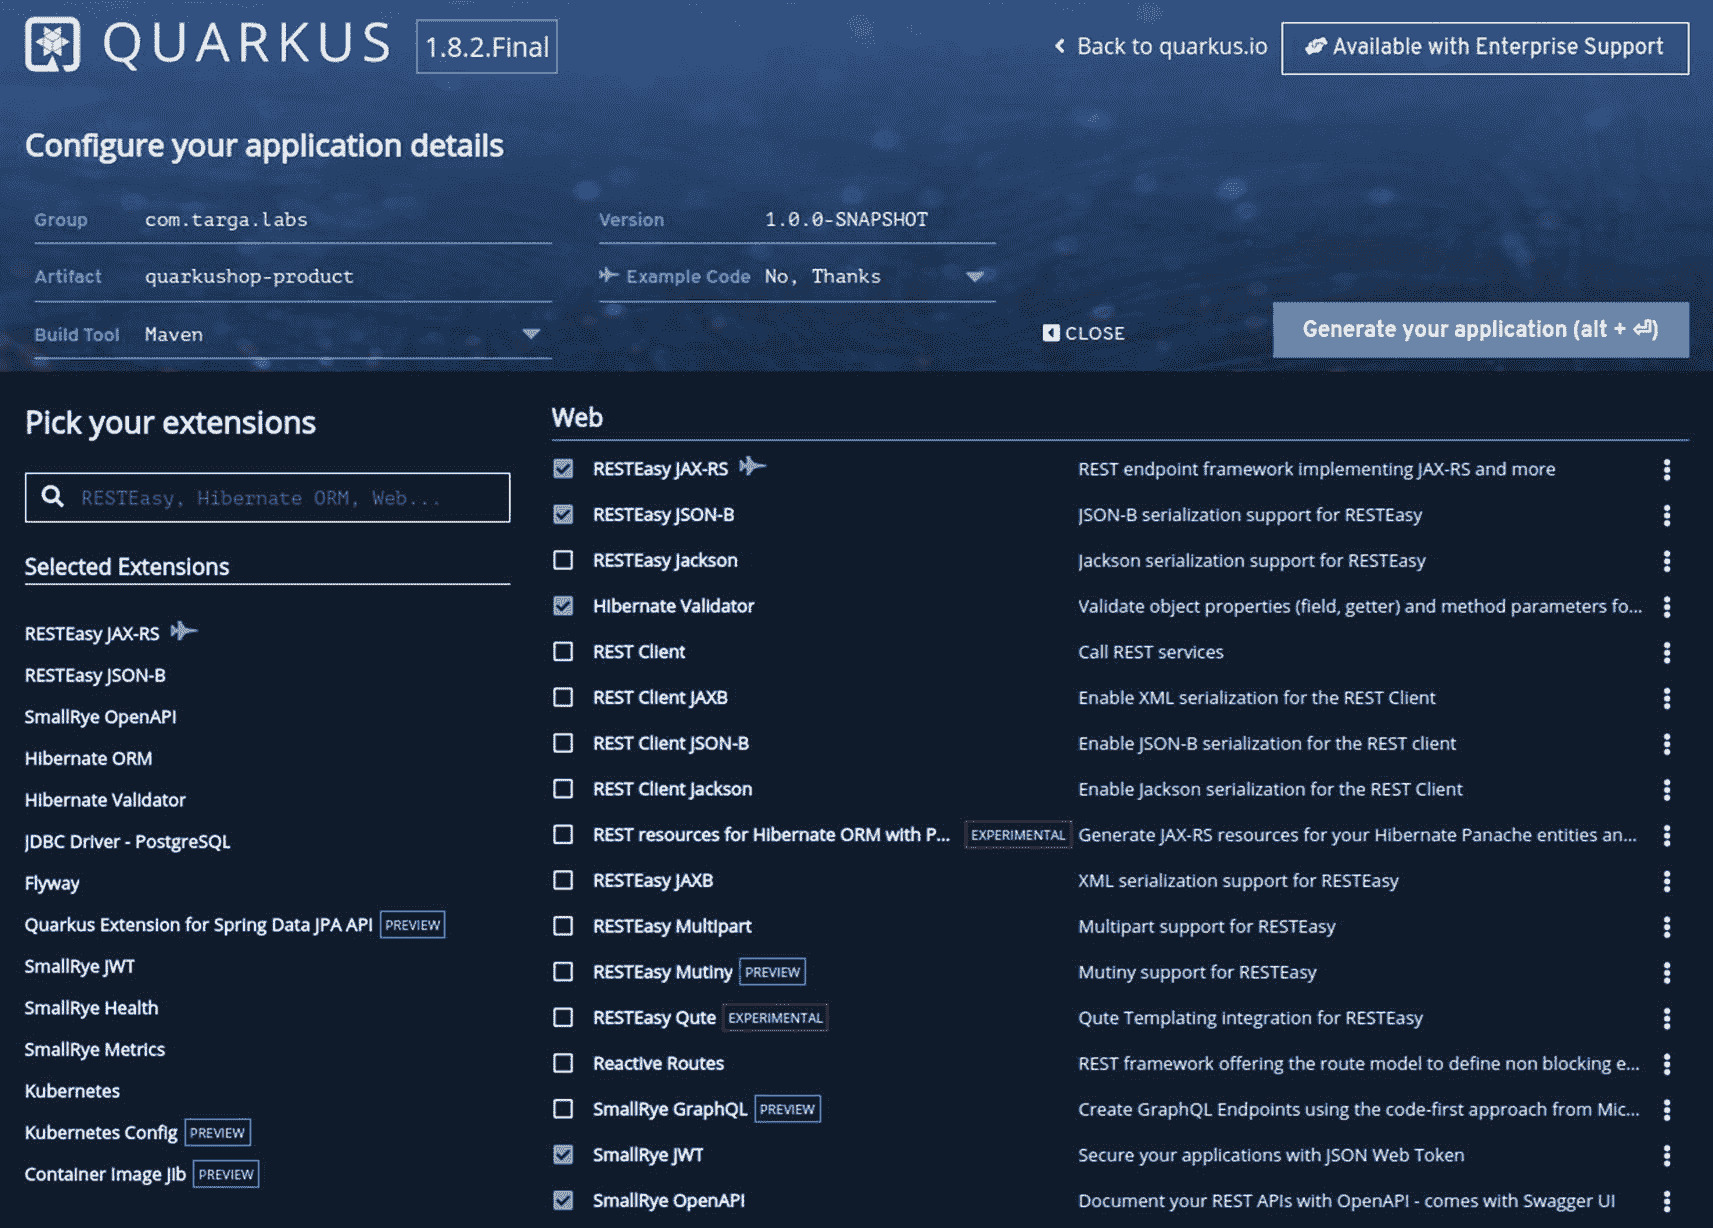 QUARKUS 1.8.2.Final
Back to quarkus.io Available with Enterprise Support
Configure your application details
Group com.targa.labs Version 1.0.0-SNAPSHOT
Artifact quarkushop-product Example Code No, Thanks
Build Tool Maven CLOSE Generate your application (alt + ⏎)
Pick your extensions
RESTEasy, Hibernate ORM, Web...
Selected Extensions
RESTEasy JAX-RS
RESTEasy JSON-B
SmallRye OpenAPI
Hibernate ORM
Hibernate Validator
JDBC Driver - PostgreSQL
Flyway
Quarkus Extension for Spring Data JPA API PREVIEW
SmallRye JWT
SmallRye Health
SmallRye Metrics
Kubernetes
Kubernetes Config PREVIEW
Container Image Jib PREVIEW
Web
RESTEasy JAX-RS REST endpoint framework implementing JAX-RS and more
RESTEasy JSON-B JSON-B serialization support for RESTEasy
RESTEasy Jackson Jackson serialization support for RESTEasy
Hibernate Validator Validate object properties (field, getter) and method parameters fo...
REST Client Call REST services
REST Client JAXB Enable XML serialization for the REST Client
REST Client JSON-B Enable JSON-B serialization for the REST client
REST Client Jackson Enable Jackson serialization for the REST Client
REST resources for Hibernate ORM with P... EXPERIMENTAL Generate JAX-RS resources for your Hibernate Panache entities an...
RESTEasy JAXB XML serialization support for RESTEasy
RESTEasy Multipart Multipart support for RESTEasy
RESTEasy Mutiny PREVIEW Mutiny support for RESTEasy
RESTEasy Qute EXPERIMENTAL Qute Templating integration for RESTEasy
Reactive Routes REST framework offering the route model to define non blocking e...
SmallRye GraphQL PREVIEW Create GraphQL Endpoints using the code-first approach from Mic...
SmallRye JWT Secure your applications with JSON Web Token
SmallRye OpenAPI Document your REST APIs with OpenAPI - comes with Swagger UI